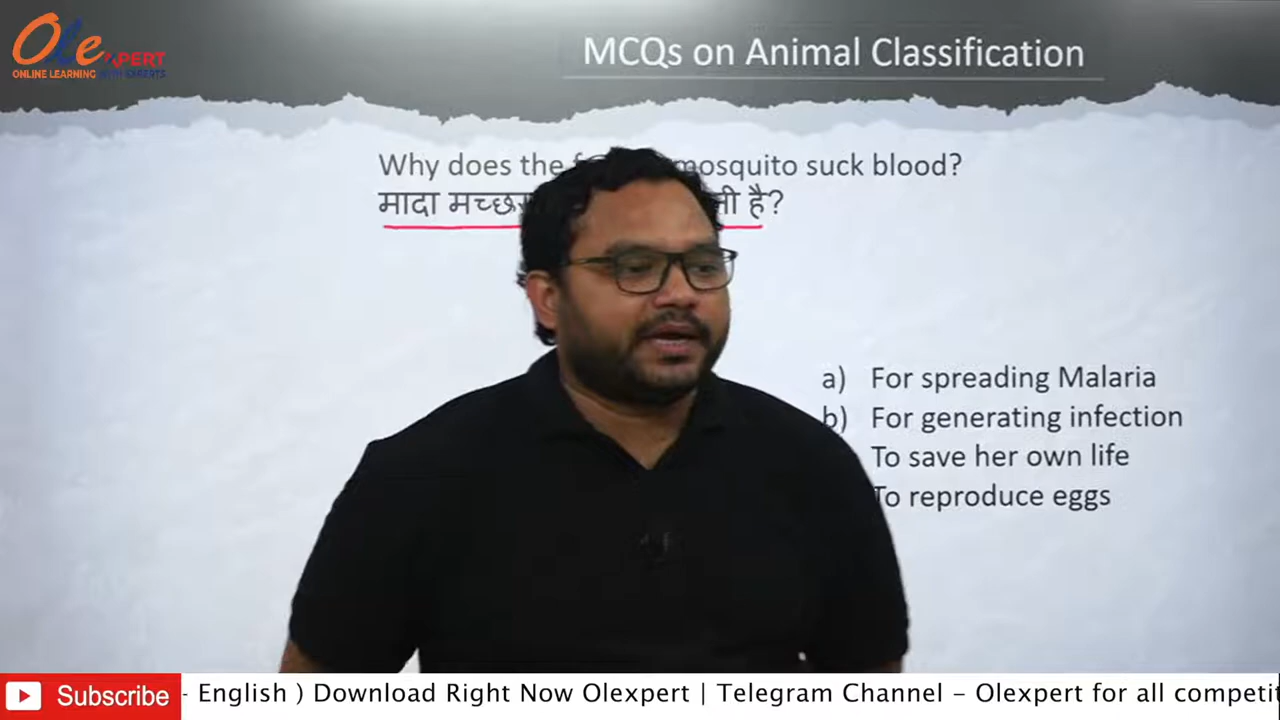 OLe XPERT
ONLINE LEARNING WITH EXPERTS
MCQs on Animal Classification
Why does the mosquito suck blood?
मादा है?
a) For spreading Malaria
b) For generating infection
To save her own life
To reproduce eggs
Subscribe - English ) Download Right Now Olexpert | Telegram Channel – Olexpert for all